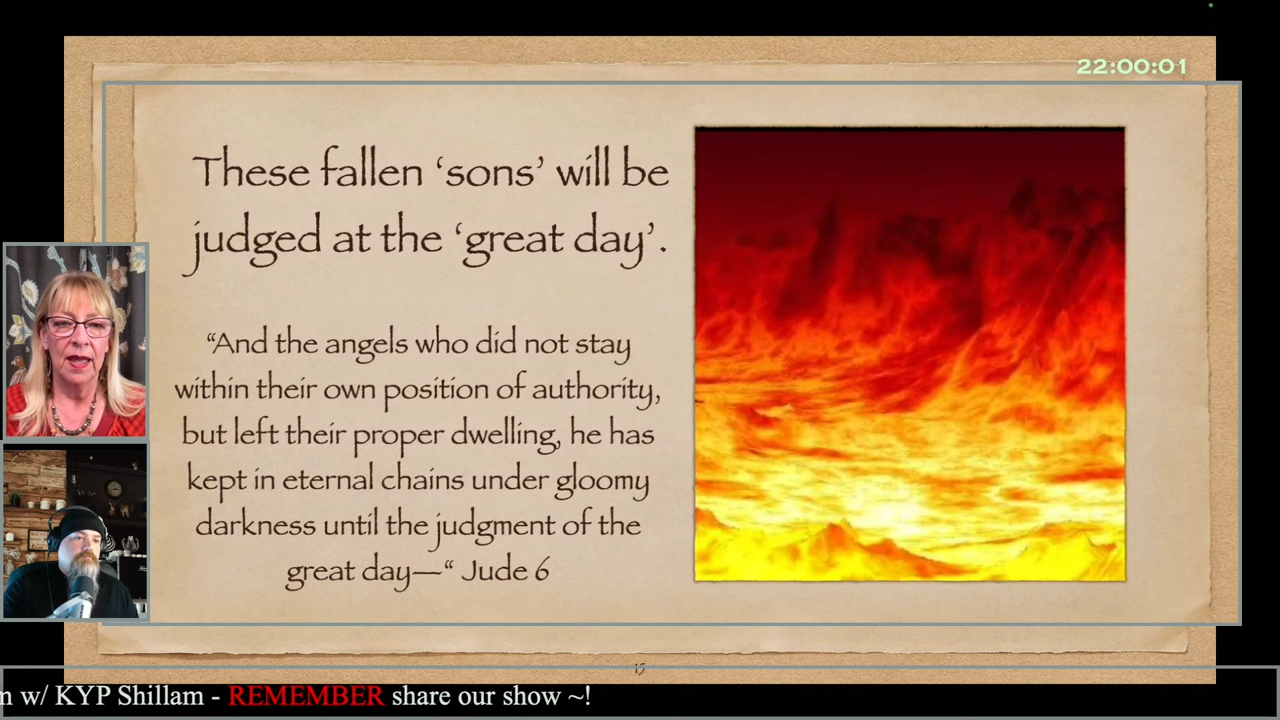 22:00:01
These fallen ‘sons’ will be
judged at the ‘great day’.
“And the angels who did not stay
within their own position of authority,
but left their proper dwelling, he has
kept in eternal chains under gloomy
darkness until the judgment of the
great day—“ Jude 6
15
w/ KYP Shillam - REMEMBER share our show ~!